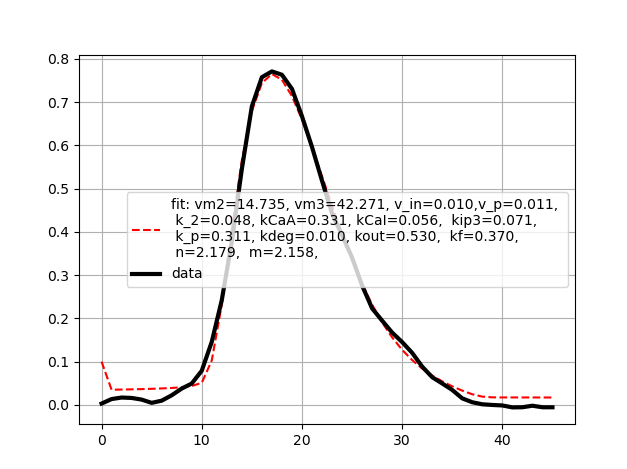 0.8
0.7
0.6
0.5
0.4
0.3
0.2
0.1
0.0
fit: vm2=14.735, vm3=42.271, v_in=0.010,v_p=0.011,
k_2=0.048, kCaA=0.331, kCaI=0.056, kip3=0.071,
k_p=0.311, kdeg=0.010, kout=0.530, kf=0.370,
n=2.179, m=2.158,
data
0 10 20 30 40